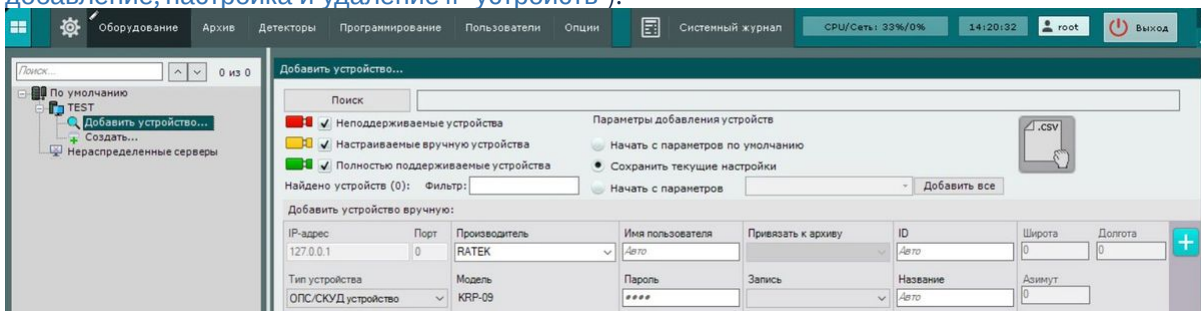 добавление, настройка и удаление IP-устройств").
Оборудование Архив Детекторы Программирование Пользователи Опции Системный журнал CPU/Сеть: 33%/0% 14:20:32 root Выход
Поиск... 0 из 0
По умолчанию
TEST
Добавить устройство...
Создать...
Нераспределенные серверы
Добавить устройство...
Поиск
Неподдерживаемые устройства
Настраиваемые вручную устройства
Полностью поддерживаемые устройства
Найдено устройств (0): Фильтр:
Параметры добавления устройств
Начать с параметров по умолчанию
Сохранить текущие настройки
Начать с параметров Добавить все
.CSV
Добавить устройство вручную:
IP-адрес Порт Производитель Имя пользователя Привязать к архиву ID Широта Долгота
127.0.0.1 0 RATEK Авто Авто 0 0
Тип устройства Модель Пароль Запись Название Азимут
ОПС/СКУД устройство KRP-09 **** Авто 0